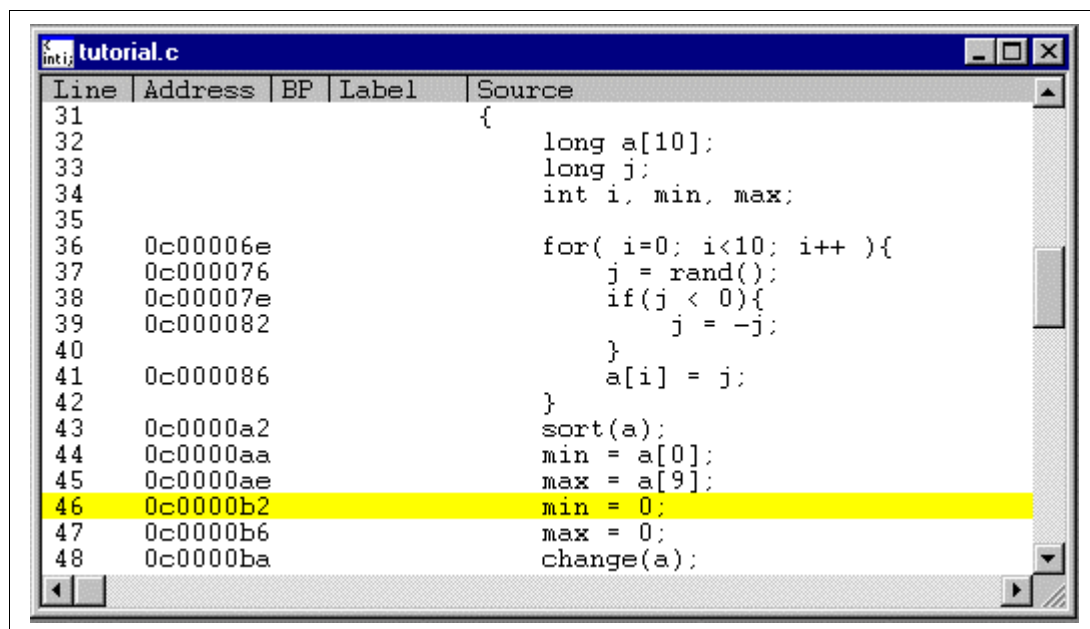 int i; tutorial.c
Line Address BP Label Source
31 {
32 long a[10];
33 long j;
34 int i, min, max;
35
36 0c00006e for( i=0; i<10; i++ ){
37 0c000076 j = rand();
38 0c00007e if(j < 0){
39 0c000082 j = -j;
40 }
41 0c000086 a[i] = j;
42 }
43 0c0000a2 sort(a);
44 0c0000aa min = a[0];
45 0c0000ae max = a[9];
46 0c0000b2 min = 0;
47 0c0000b6 max = 0;
48 0c0000ba change(a);